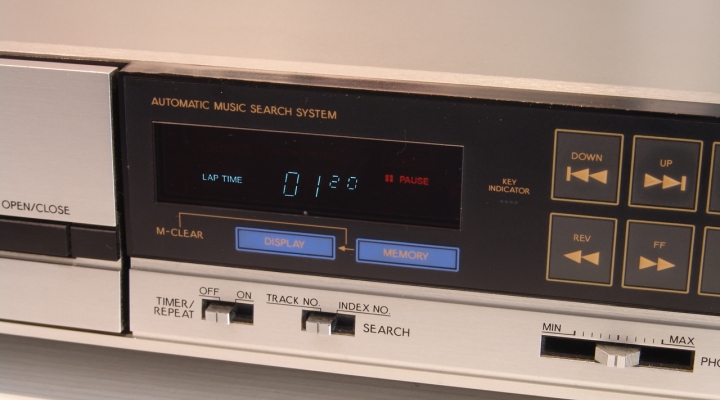 AUTOMATIC MUSIC SEARCH SYSTEM
LAP TIME 01 20 PAUSE
KEY
INDICATOR
DOWN
UP
OPEN/CLOSE
M-CLEAR
DISPLAY
MEMORY
REV
FF
TIMER/
REPEAT
OFF ON
TRACK NO. INDEX NO.
SEARCH
MIN MAX
PHO